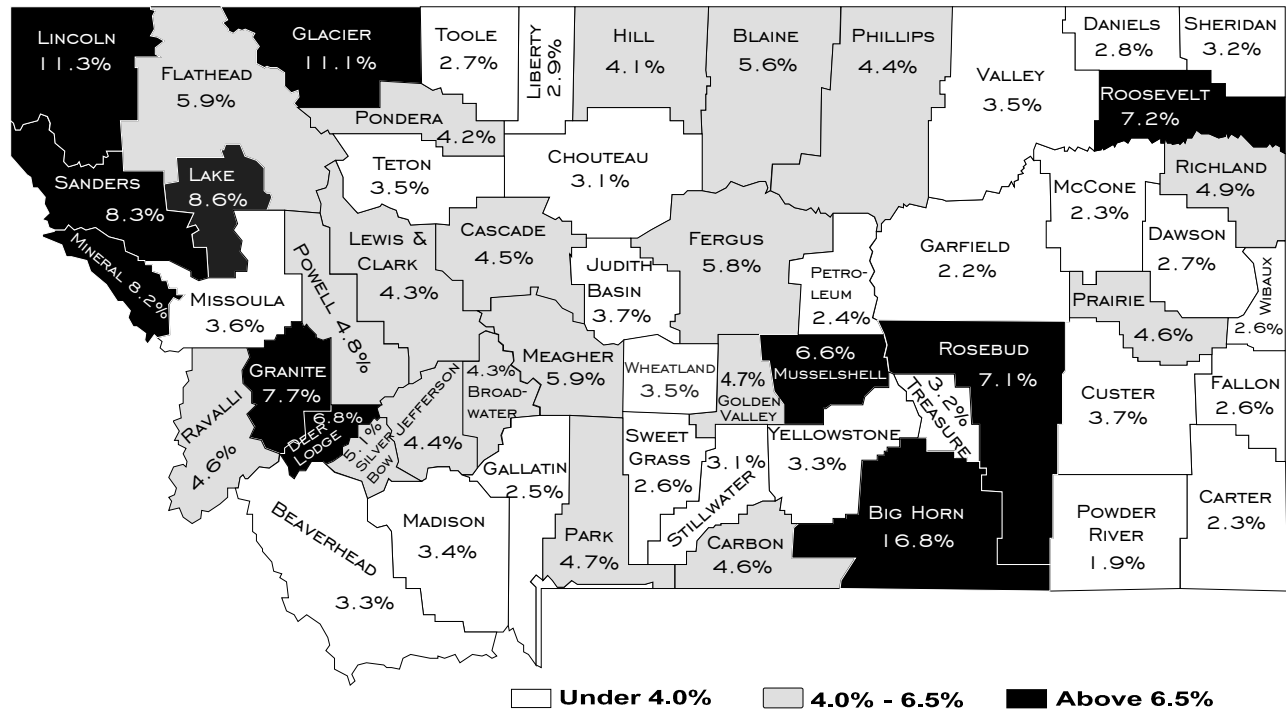 LINCOLN
11.3%
FLATHEAD
5.9%
GLACIER
11.1%
TOOLE
2.7%
LIBERTY
2.9%
HILL
4.1%
BLAINE
5.6%
PHILLIPS
4.4%
VALLEY
3.5%
DANIELS
2.8%
SHERIDAN
3.2%
ROOSEVELT
7.2%
PONDERA
4.2%
TETON
3.5%
CHOUTEAU
3.1%
SANDERS
8.3%
LAKE
8.6%
MCCONE
2.3%
RICHLAND
4.9%
MINERAL 8.2%
MISSOULA
3.6%
POWELL 4.8%
LEWIS &
CLARK
4.3%
CASCADE
4.5%
JUDITH
BASIN
3.7%
FERGUS
5.8%
PETRO-
LEUM
2.4%
GARFIELD
2.2%
DAWSON
2.7%
WIBAUX
2.6%
PRAIRIE
4.6%
GRANITE
7.7%
RAVALLI
4.6%
6.8%
DEER
LODGE
5.1%
SILVER
BOW
JEFFERSON
4.4%
4.3%
BROAD-
WATER
MEAGHER
5.9%
WHEATLAND
3.5%
4.7%
GOLDEN
VALLEY
6.6%
MUSSELSHELL
ROSEBUD
7.1%
3.2%
TREASURE
CUSTER
3.7%
FALLON
2.6%
BEAVERHEAD
3.3%
MADISON
3.4%
GALLATIN
2.5%
PARK
4.7%
SWEET
GRASS
2.6%
3.1%
STILLWATER
YELLOWSTONE
3.3%
CARBON
4.6%
BIG HORN
16.8%
POWDER
RIVER
1.9%
CARTER
2.3%
Under 4.0%
4.0% - 6.5%
Above 6.5%